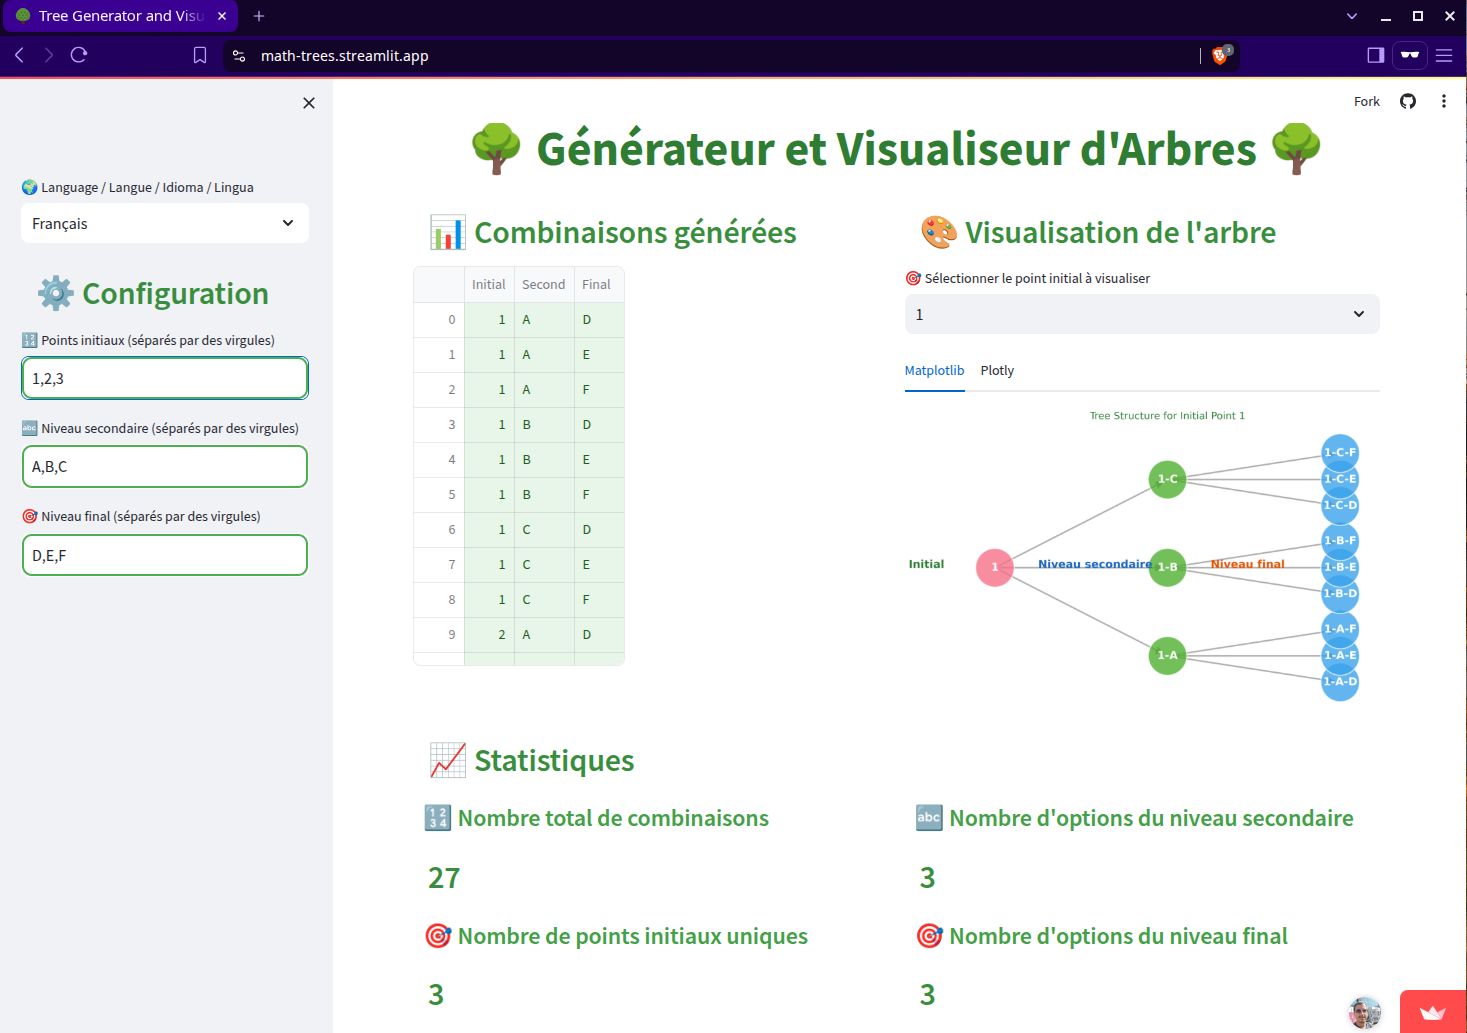 Tree Generator and Visu
math-trees.streamlit.app
3
Fork
🌍 Language / Langue / Idioma / Lingua
Français
⚙️ Configuration
🔢 Points initiaux (séparés par des virgules)
1,2,3
🔤 Niveau secondaire (séparés par des virgules)
A,B,C
🎯 Niveau final (séparés par des virgules)
D,E,F
🌳 Générateur et Visualiseur d'Arbres 🌳
📊 Combinaisons générées
Initial Second Final
0 1 A D
1 1 A E
2 1 A F
3 1 B D
4 1 B E
5 1 B F
6 1 C D
7 1 C E
8 1 C F
9 2 A D
🎨 Visualisation de l'arbre
🎯 Sélectionner le point initial à visualiser
1
Matplotlib Plotly
Tree Structure for Initial Point 1
1-C-F
1-C 1-C-E
1-C-D
1-B-F
Initial 1 Niveau secondaire 1-B Niveau final 1-B-E
1-B-D
1-A-F
1-A 1-A-E
1-A-D
📈 Statistiques
🔢 Nombre total de combinaisons
27
🔤 Nombre d'options du niveau secondaire
3
🎯 Nombre de points initiaux uniques
3
🎯 Nombre d'options du niveau final
3